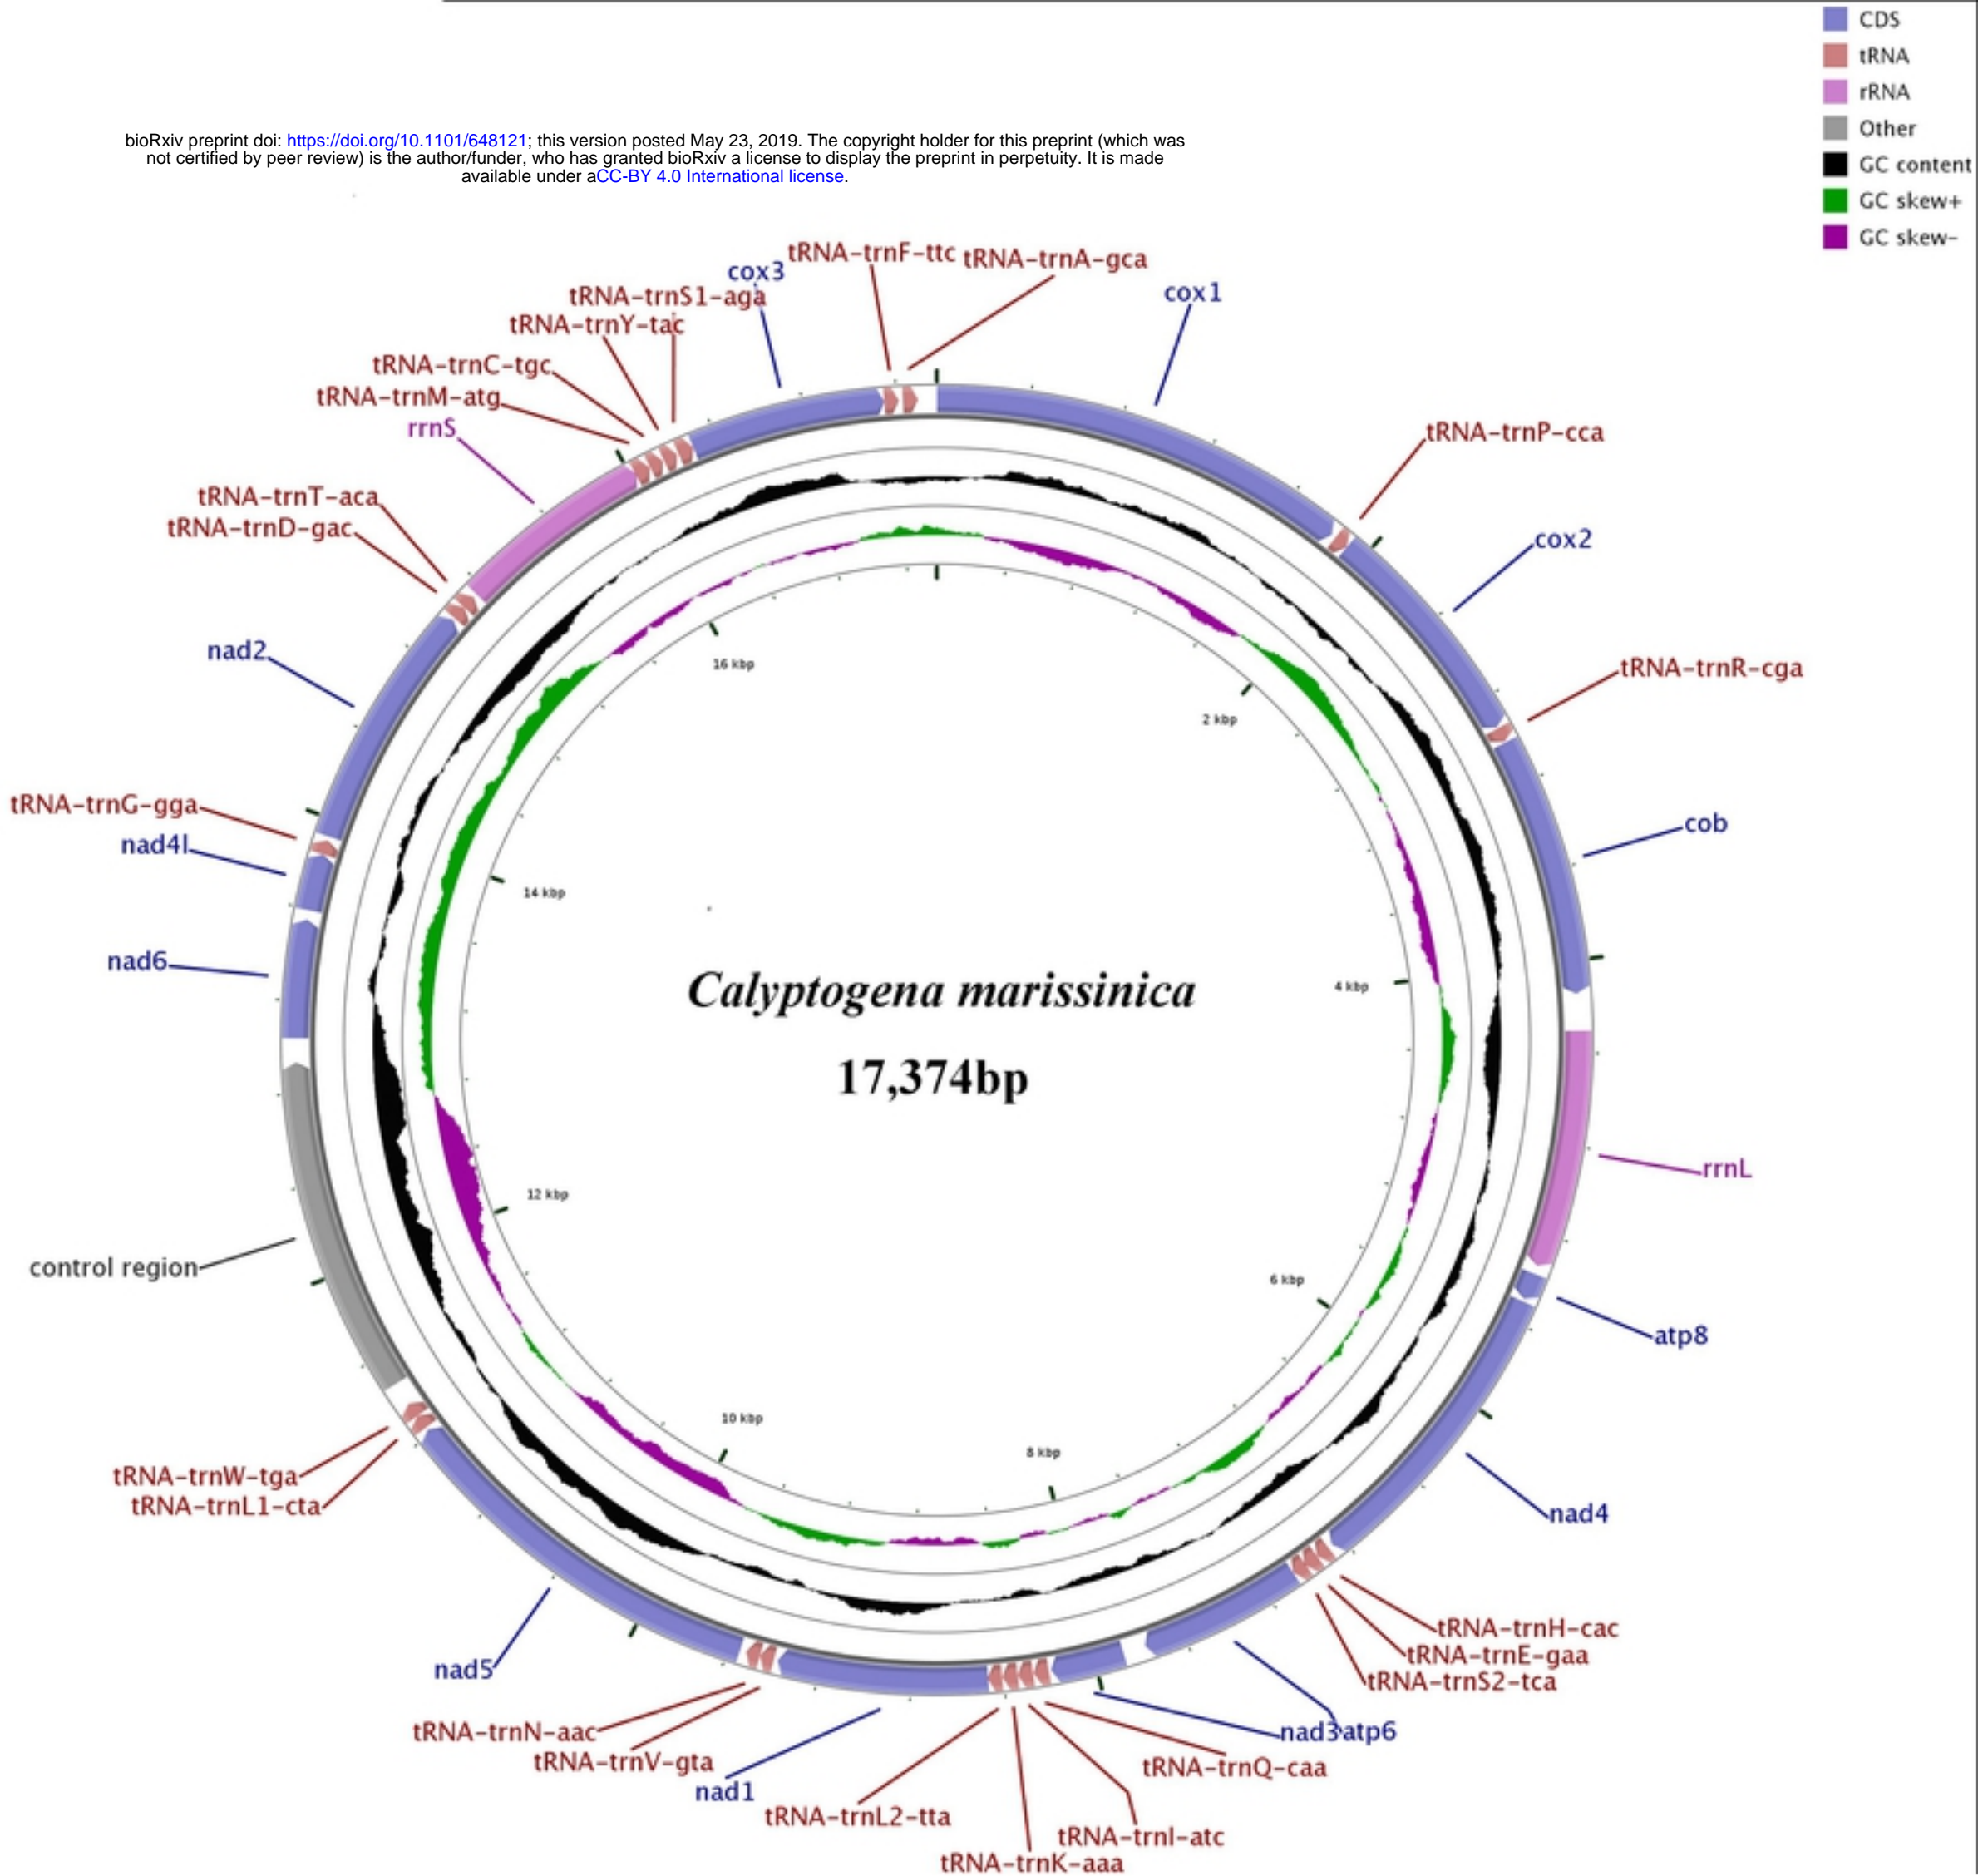 CDS
tRNA
rRNA
Other
GC content
GC skew+
GC skew-
bioRxiv preprint doi: https://doi.org/10.1101/648121; this version posted May 23, 2019. The copyright holder for this preprint (which was
not certified by peer review) is the author/funder, who has granted bioRxiv a license to display the preprint in perpetuity. It is made
available under aCC-BY 4.0 International license.
tRNA-trnF-ttc
tRNA-trnA-gca
cox3
cox1
tRNA-trnS1-aga
tRNA-trnY-tac
tRNA-trnC-tgc
tRNA-trnM-atg
rrnS
tRNA-trnP-cca
tRNA-trnT-aca
tRNA-trnD-gac
cox2
nad2
tRNA-trnR-cga
16 kbp
2 kbp
tRNA-trnG-gga
nad4l
cob
14 kbp
nad6
4 kbp
Calyptogena marissinica
17,374bp
rrnL
12 kbp
control region
6 kbp
atp8
10 kbp
8 kbp
tRNA-trnW-tga
tRNA-trnL1-cta
nad4
tRNA-trnH-cac
tRNA-trnE-gaa
tRNA-trnS2-tca
nad5
tRNA-trnN-aac
tRNA-trnV-gta
nad3
atp6
nad1
tRNA-trnQ-caa
tRNA-trnL2-tta
tRNA-trnI-atc
tRNA-trnK-aaa